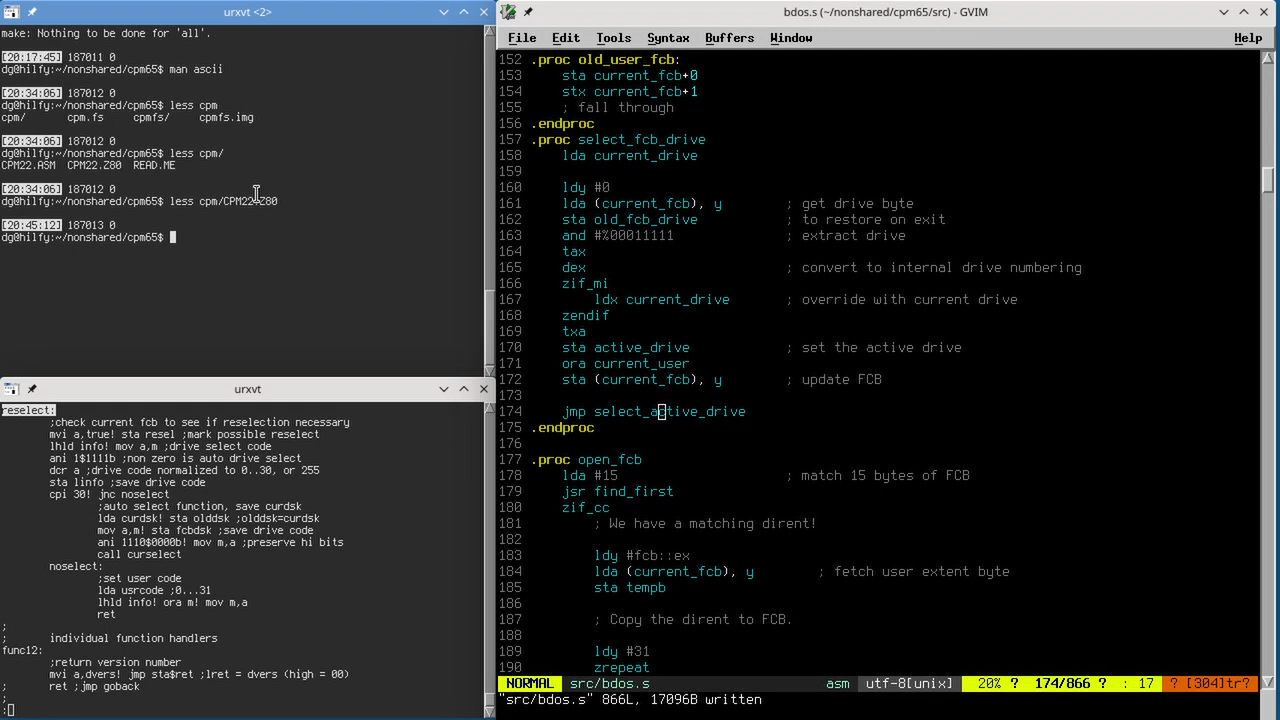 urxvt <2>
make: Nothing to be done for 'all'.
[20:17:45] 187011 0
dg@hilfy:~/nonshared/cpm65$ man ascii
[20:34:06] 187012 0
dg@hilfy:~/nonshared/cpm65$ less cpm
cpm/     cpm.fs     cpmfs/     cpmfs.img
[20:34:06] 187012 0
dg@hilfy:~/nonshared/cpm65$ less cpm/
CPM22.ASM  CPM22.Z80  READ.ME
[20:34:06] 187012 0
dg@hilfy:~/nonshared/cpm65$ less cpm/CPM22.Z80
[20:45:12] 187013 0
dg@hilfy:~/nonshared/cpm65$
urxvt
reselect:
;check current fcb to see if reselection necessary
mvi a,true! sta resel ;mark possible reselect
lhld info! mov a,m ;drive select code
ani 1$1111b ;non zero is auto drive select
dcr a ;drive code normalized to 0..30, or 255
sta linfo ;save drive code
cpi 30! jnc noselect
;auto select function, save curdsk
lda curdsk! sta olddsk ;olddsk=curdsk
mov a,m! sta fcbdsk ;save drive code
ani 1110$0000b! mov m,a ;preserve hi bits
call curselect
noselect:
;set user code
lda usrcode ;0...31
lhld info! ora m! mov m,a
ret
;
;       individual function handlers
func12:
;return version number
mvi a,dvers! jmp sta$ret ;lret = dvers (high = 00)
;       ret ;jmp goback
;
:
bdos.s (~/nonshared/cpm65/src) - GVIM
File Edit Tools Syntax Buffers Window Help
152 .proc old_user_fcb:
153     sta current_fcb+0
154     stx current_fcb+1
155     ; fall through
156 .endproc
157 .proc select_fcb_drive
158     lda current_drive
159
160     ldy #0
161     lda (current_fcb), y        ; get drive byte
162     sta old_fcb_drive           ; to restore on exit
163     and #%00011111              ; extract drive
164     tax
165     dex                         ; convert to internal drive numbering
166     zif_mi
167         ldx current_drive       ; override with current drive
168     zendif
169     txa
170     sta active_drive            ; set the active drive
171     ora current_user
172     sta (current_fcb), y        ; update FCB
173
174     jmp select_active_drive
175 .endproc
176
177 .proc open_fcb
178     lda #15                     ; match 15 bytes of FCB
179     jsr find_first
180     zif_cc
181         ; We have a matching dirent!
182
183         ldy #fcb::ex
184         lda (current_fcb), y        ; fetch user extent byte
185         sta tempb
186
187         ; Copy the dirent to FCB.
188
189         ldy #31
190         zrepeat
NORMAL src/bdos.s asm utf-8[unix] 20% ? 174/866 ? : 17 ? [304]tr?
"src/bdos.s" 866L, 17096B written